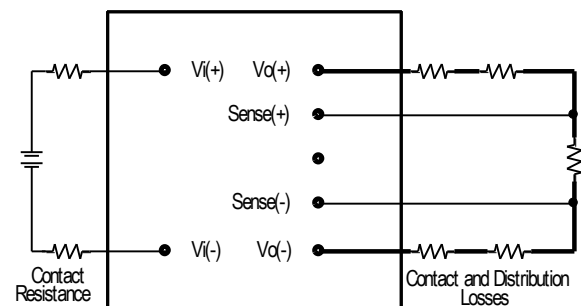 Vi(+) Vo(+)
Sense(+)
Sense(-)
Vi(-) Vo(-)
Contact
Resistance
Contact and Distribution
Losses